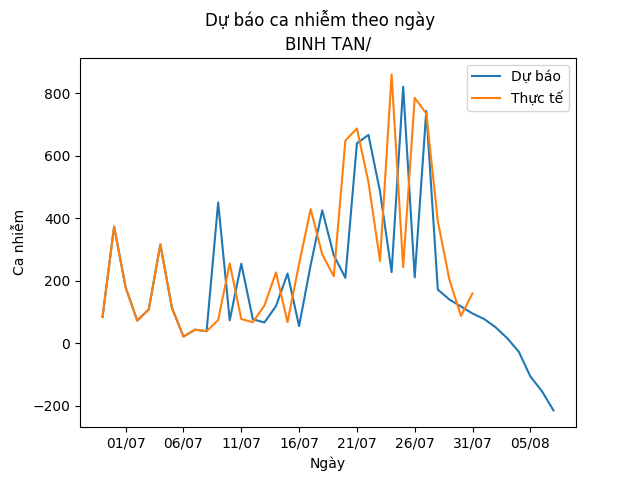 Dự báo ca nhiễm theo ngày
BINH TAN/
Dự báo
Thực tế
Ca nhiễm
800
600
400
200
0
−200
01/07 06/07 11/07 16/07 21/07 26/07 31/07 05/08
Ngày